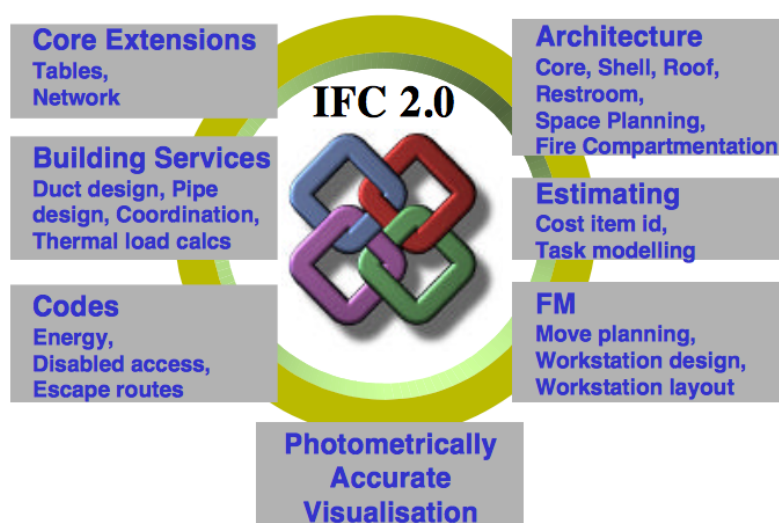 Core Extensions
Tables,
Network
Building Services
Duct design, Pipe
design, Coordination,
Thermal load calcs
Codes
Energy,
Disabled access,
Escape routes
IFC 2.0
Architecture
Core, Shell, Roof,
Restroom,
Space Planning,
Fire Compartmentation
Estimating
Cost item id,
Task modelling
FM
Move planning,
Workstation design,
Workstation layout
Photometrically
Accurate
Visualisation